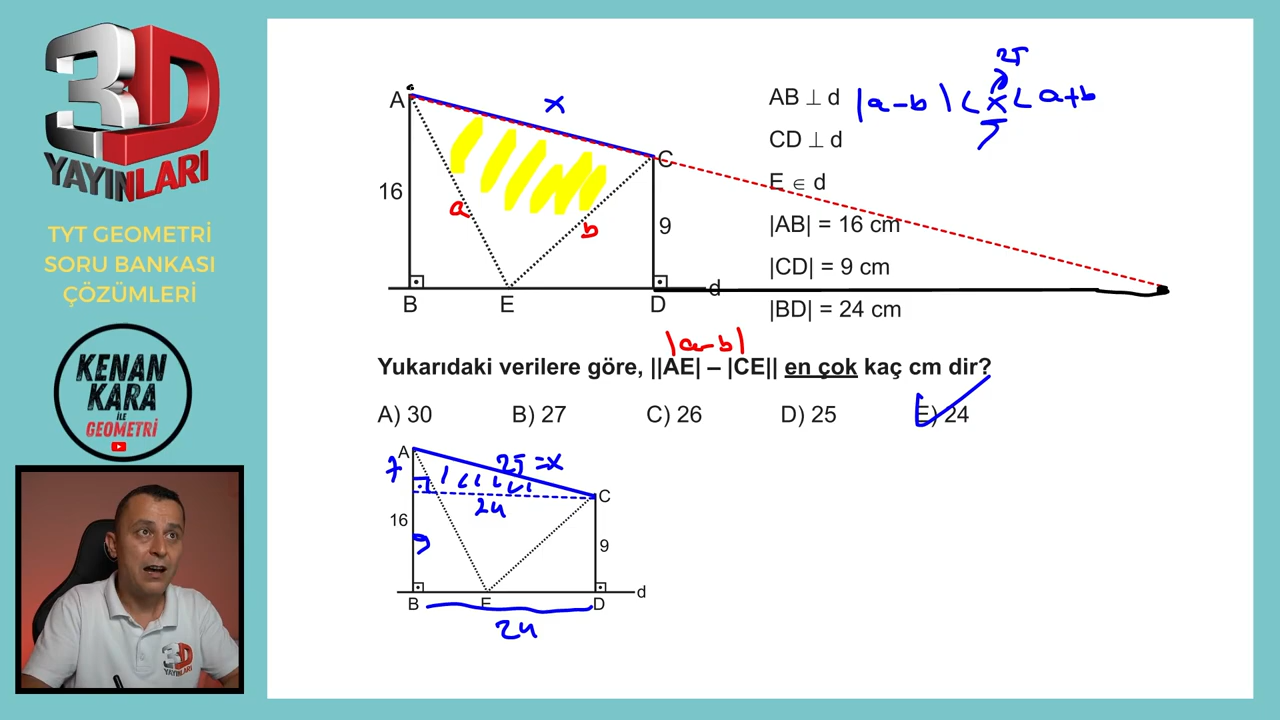 3D
YAYINLARI
TYT GEOMETRİ
SORU BANKASI
ÇÖZÜMLERİ
KENAN
KARA
İLE
GEOMETRİ
3D
YAYINLARI
A
x
C
16
a
b
9
B
E
D
d
AB ⊥ d
|a-b| < x < a+b
25
CD ⊥ d
E ∈ d
|AB| = 16 cm
|CD| = 9 cm
|BD| = 24 cm
|a-b|
Yukarıdaki verilere göre, ||AE| – |CE|| en çok kaç cm dir?
A) 30 B) 27 C) 26 D) 25 E) 24
A
7
25 = x
C
24
16
9
9
B
E
D
d
24